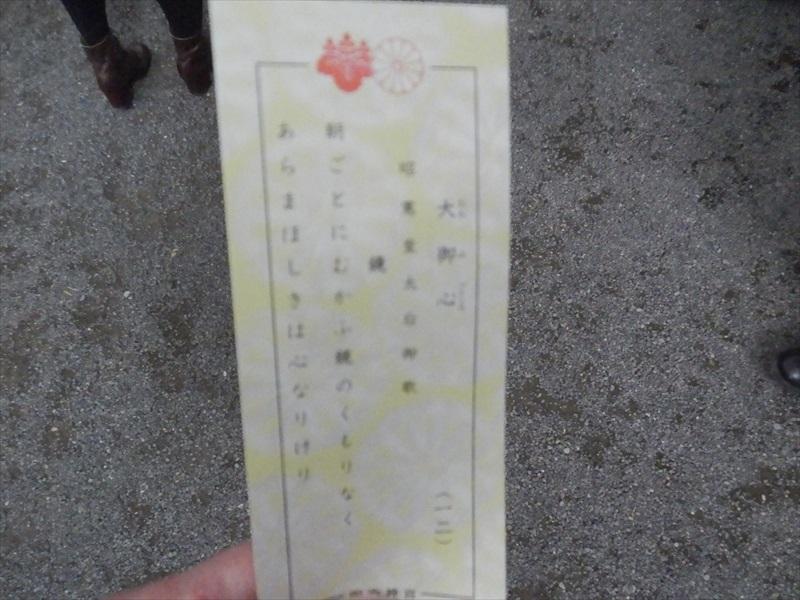 大御心
(一二)
昭憲皇太后御歌
鏡
朝ごとにむかふ鏡のくもりなく
あらまほしきは心なりけり